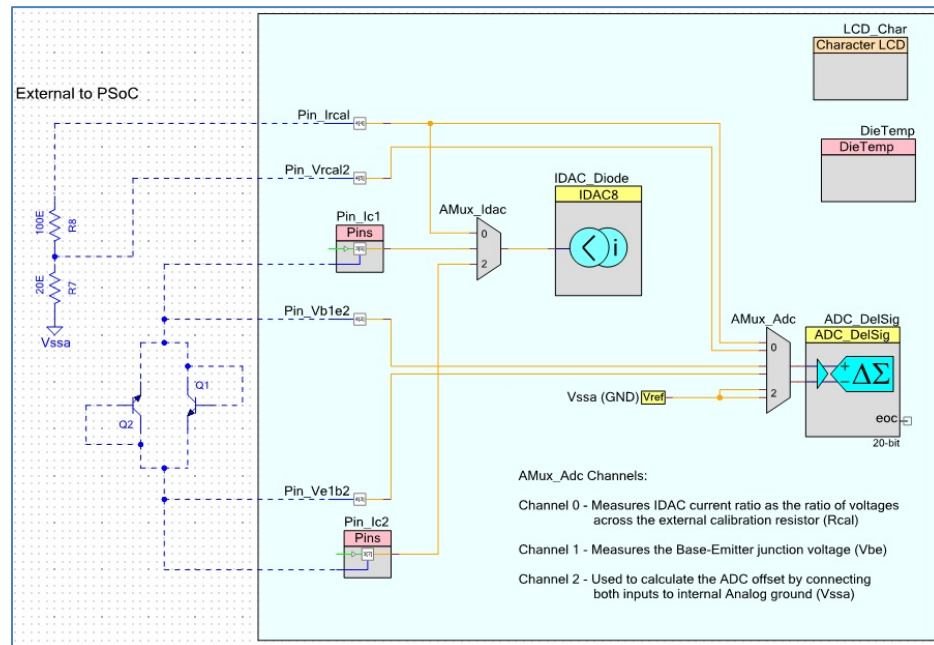 LCD_Char
Character LCD
External to PSoC
Pin_Ircal
DieTemp
DieTemp
Pin_Vrcal2
IDAC_Diode
IDAC8
100E
R8
Pin_Ic1
Pins
AMux_Idac
0
2
i
20E
R7
Vssa
Pin_Vb1e2
AMux_Adc
0
2
ADC_DelSig
ADC_DelSig
+
ΔΣ
−
Q1
Q2
Vssa (GND)
Vref
eoc
20-bit
Pin_Ve1b2
AMux_Adc Channels:
Channel 0 - Measures IDAC current ratio as the ratio of voltages
across the external calibration resistor (Rcal)
Pin_Ic2
Pins
Channel 1 - Measures the Base-Emitter junction voltage (Vbe)
Channel 2 - Used to calculate the ADC offset by connecting
both inputs to internal Analog ground (Vssa)